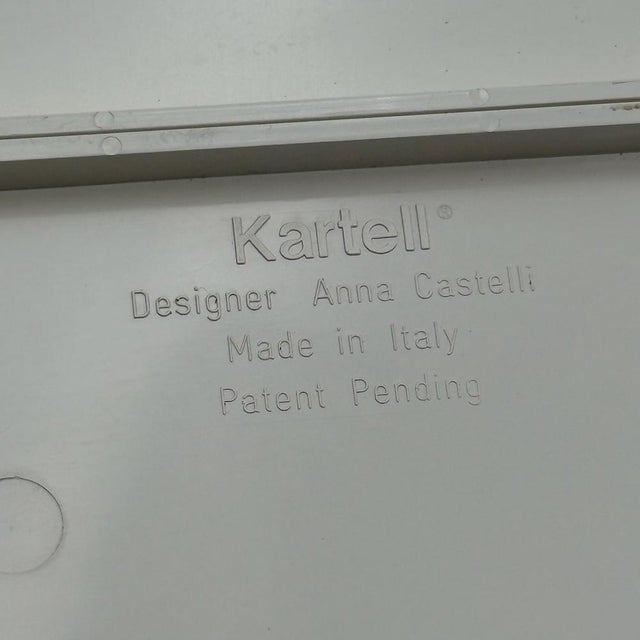 Kartell®
Designer Anna Castelli
Made in Italy
Patent Pending